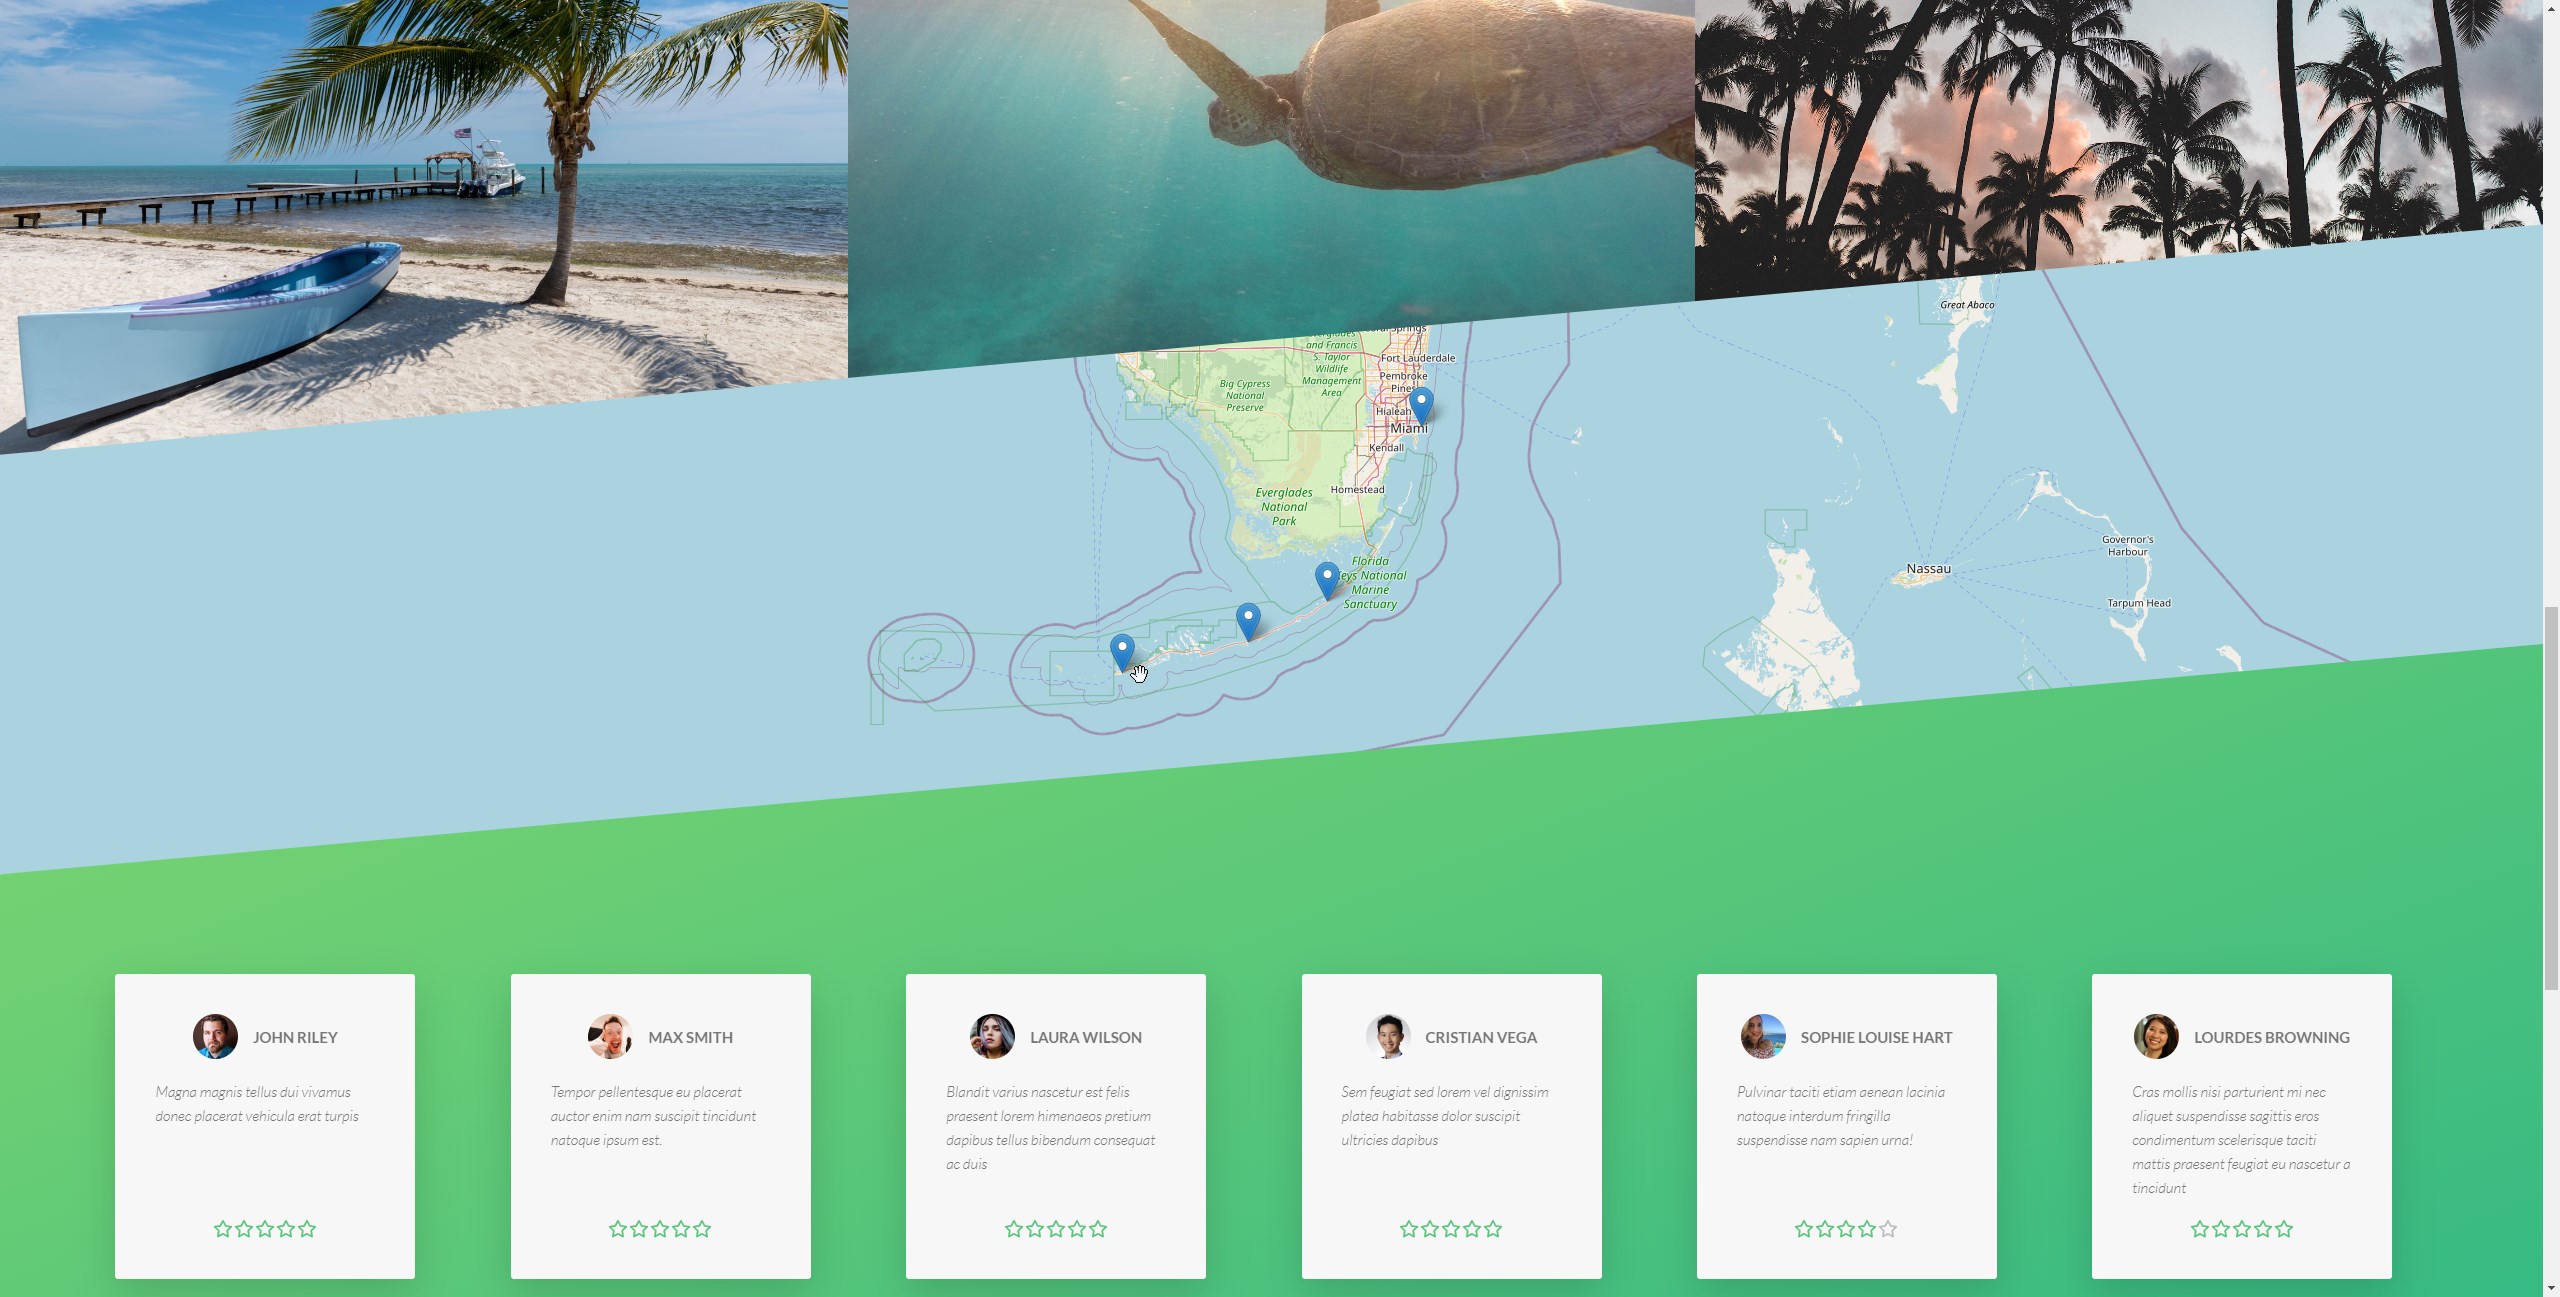 Great Abaco
and Francis
S. Taylor
Wildlife
Management
Area
Fort Lauderdale
Pembroke
Pines
Big Cypress
National
Preserve
Hialeah
Miami
Kendall
Homestead
Everglades
National
Park
Florida
Keys National
Marine
Sanctuary
Nassau
Governor's
Harbour
Tarpum Head
JOHN RILEY
Magna magnis tellus dui vivamus
donec placerat vehicula erat turpis
MAX SMITH
Tempor pellentesque eu placerat
auctor enim nam suscipit tincidunt
natoque ipsum est.
LAURA WILSON
Blandit varius nascetur est felis
praesent lorem himenaeos pretium
dapibus tellus bibendum consequat
ac duis
CRISTIAN VEGA
Sem feugiat sed lorem vel dignissim
platea habitasse dolor suscipit
ultricies dapibus
SOPHIE LOUISE HART
Pulvinar taciti etiam aenean lacinia
natoque interdum fringilla
suspendisse nam sapien urna!
LOURDES BROWNING
Cras mollis nisi parturient mi nec
aliquet suspendisse sagittis eros
condimentum scelerisque taciti
mattis praesent feugiat eu nascetur a
tincidunt